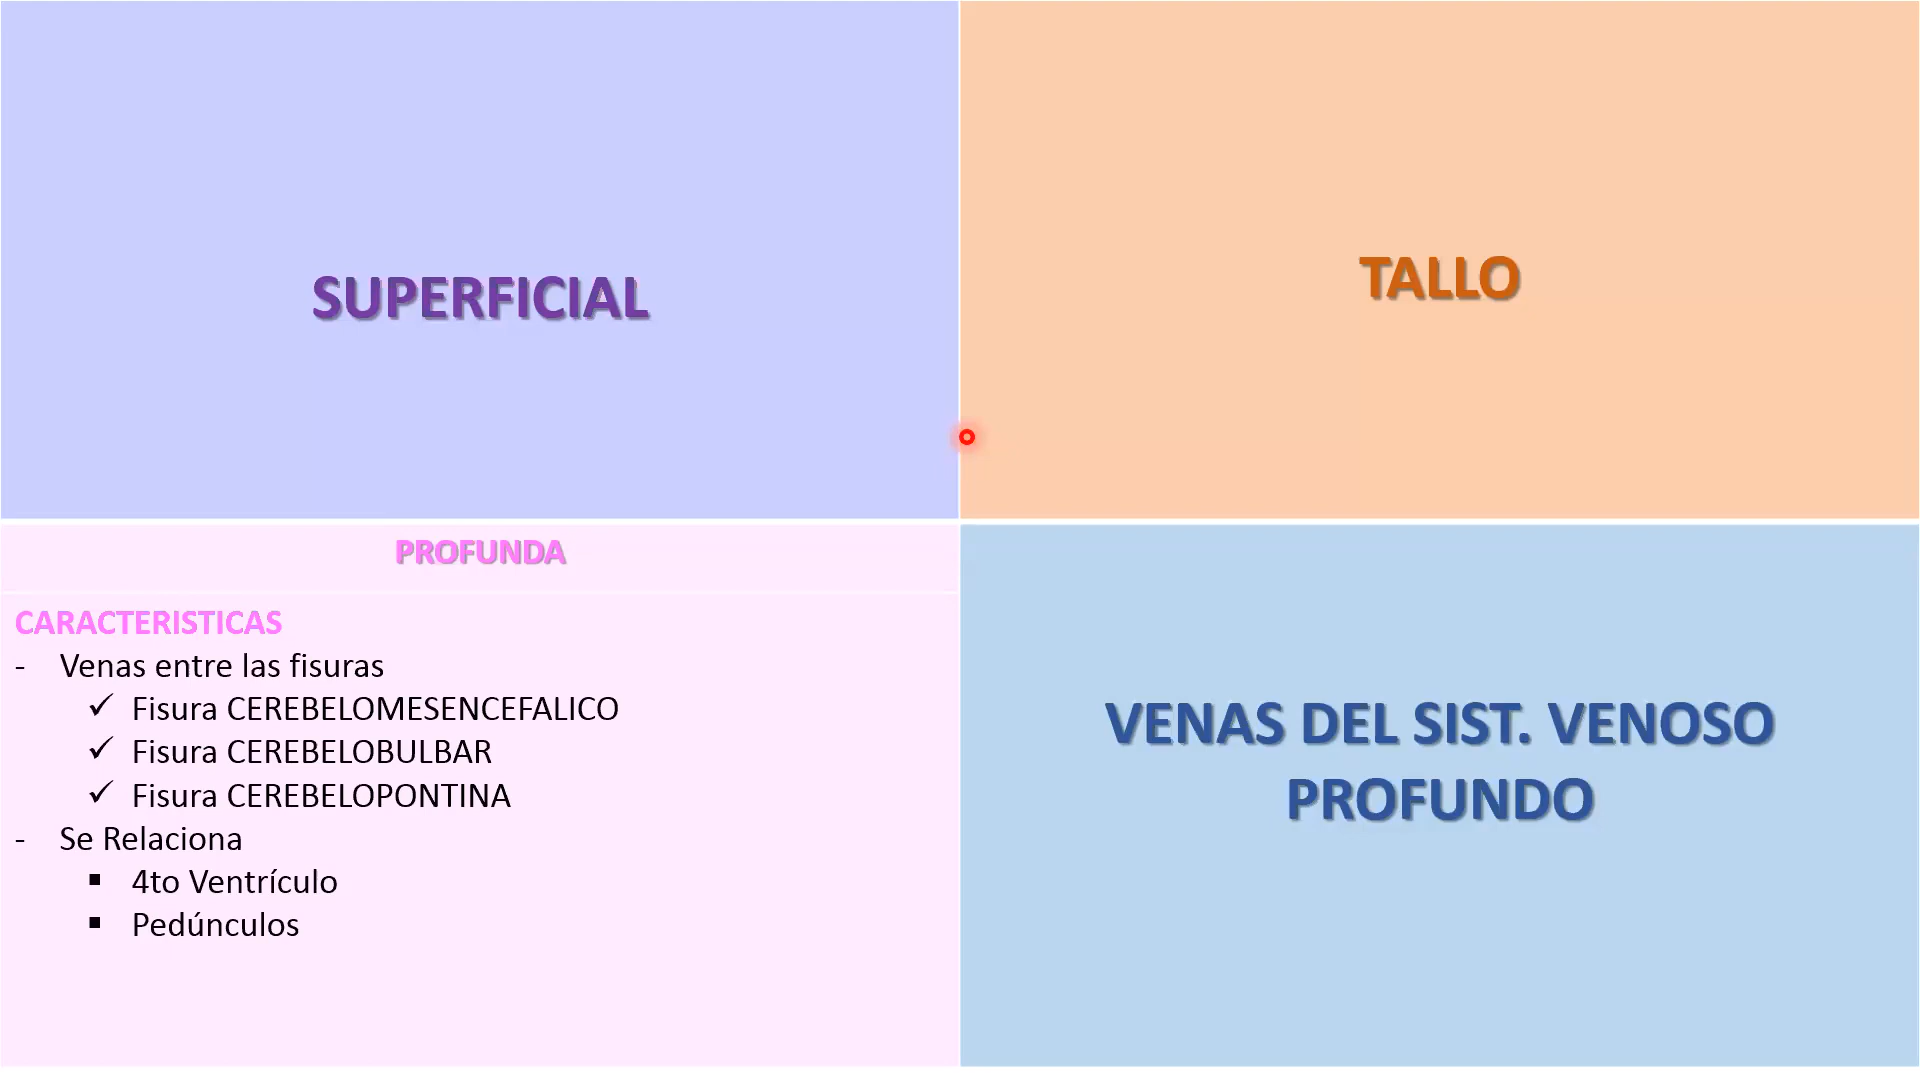 SUPERFICIAL
TALLO
PROFUNDA
CARACTERISTICAS
- Venas entre las fisuras
✓ Fisura CEREBELOMESENCEFALICO
✓ Fisura CEREBELOBULBAR
✓ Fisura CEREBELOPONTINA
- Se Relaciona
▪ 4to Ventrículo
▪ Pedúnculos
VENAS DEL SIST. VENOSO
PROFUNDO